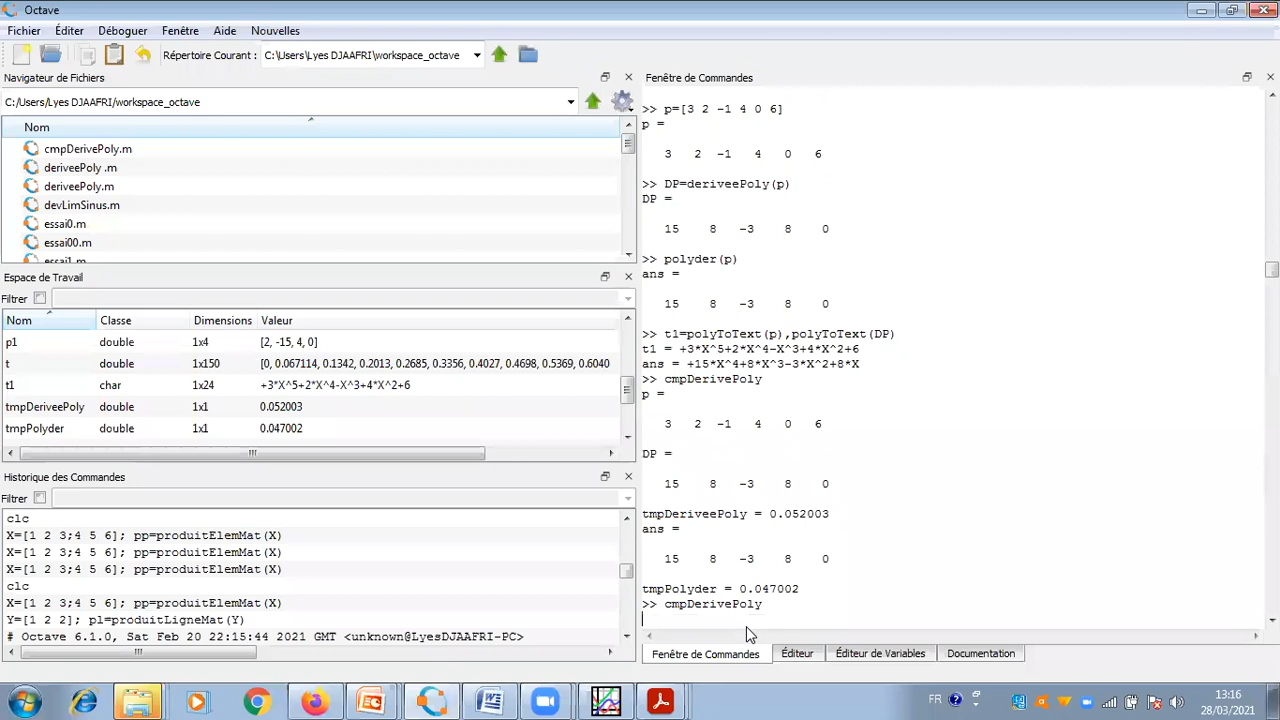 Octave
Fichier Éditer Déboguer Fenêtre Aide Nouvelles
Répertoire Courant : C:\Users\Lyes DJAAFRI\workspace_octave
Navigateur de Fichiers
C:/Users/Lyes DJAAFRI/workspace_octave
Nom
cmpDerivePoly.m
deriveePoly .m
deriveePoly.m
devLimSinus.m
essai0.m
essai00.m
essai1.m
Espace de Travail
Filtrer
Nom Classe Dimensions Valeur
p1 double 1x4 [2, -15, 4, 0]
t double 1x150 [0, 0.067114, 0.1342, 0.2013, 0.2685, 0.3356, 0.4027, 0.4698, 0.5369, 0.6040
t1 char 1x24 +3*X^5+2*X^4-X^3+4*X^2+6
tmpDeriveePoly double 1x1 0.052003
tmpPolyder double 1x1 0.047002
Historique des Commandes
Filtrer
clc
X=[1 2 3;4 5 6]; pp=produitElemMat(X)
X=[1 2 3;4 5 6]; pp=produitElemMat(X)
X=[1 2 3;4 5 6]; pp=produitElemMat(X)
clc
X=[1 2 3;4 5 6]; pp=produitElemMat(X)
Y=[1 2 2]; pl=produitLigneMat(Y)
# Octave 6.1.0, Sat Feb 20 22:15:44 2021 GMT <unknown@LyesDJAAFRI-PC>
Fenêtre de Commandes
>> p=[3 2 -1 4 0 6]
p =
3 2 -1 4 0 6
>> DP=deriveePoly(p)
DP =
15 8 -3 8 0
>> polyder(p)
ans =
15 8 -3 8 0
>> t1=polyToText(p),polyToText(DP)
t1 = +3*X^5+2*X^4-X^3+4*X^2+6
ans = +15*X^4+8*X^3-3*X^2+8*X
>> cmpDerivePoly
p =
3 2 -1 4 0 6
DP =
15 8 -3 8 0
tmpDeriveePoly = 0.052003
ans =
15 8 -3 8 0
tmpPolyder = 0.047002
>> cmpDerivePoly
Fenêtre de Commandes Éditeur Éditeur de Variables Documentation
FR 13:16
28/03/2021